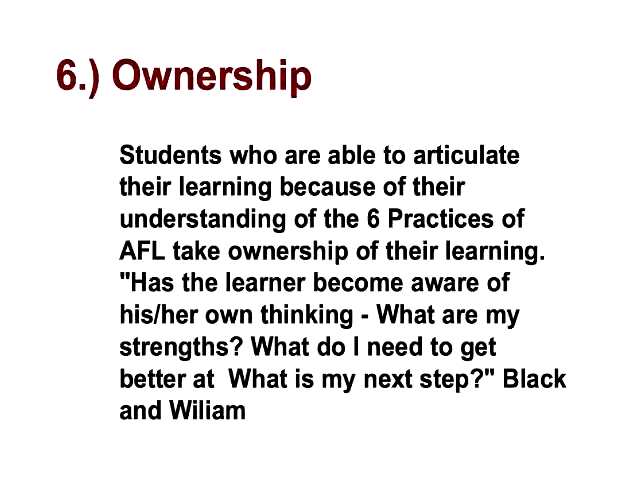 6.) Ownership
Students who are able to articulate
their learning because of their
understanding of the 6 Practices of
AFL take ownership of their learning.
"Has the learner become aware of
his/her own thinking - What are my
strengths? What do I need to get
better at  What is my next step?" Black
and Wiliam